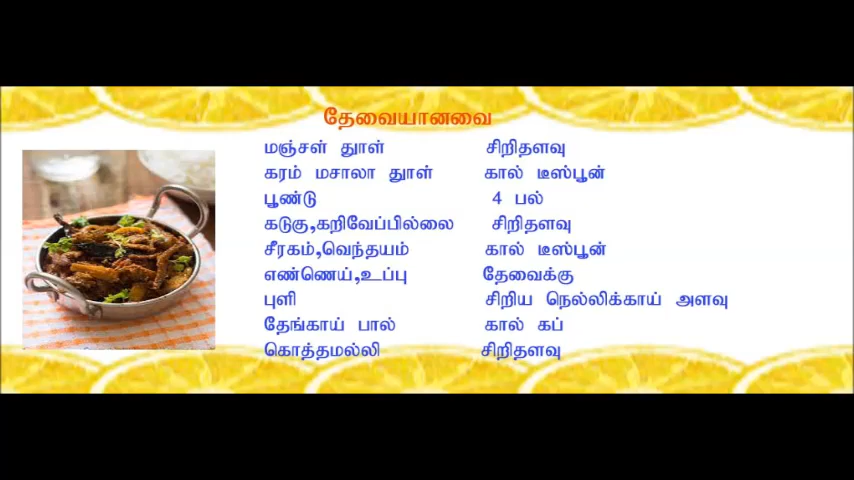 தேவையானவை
மஞ்சள் தூள் சிறிதளவு
கரம் மசாலா தூள் கால் டீஸ்பூன்
பூண்டு 4 பல்
கடுகு,கறிவேப்பில்லை சிறிதளவு
சீரகம்,வெந்தயம் கால் டீஸ்பூன்
எண்ணெய்,உப்பு தேவைக்கு
புளி சிறிய நெல்லிக்காய் அளவு
தேங்காய் பால் கால் கப்
கொத்தமல்லி சிறிதளவு